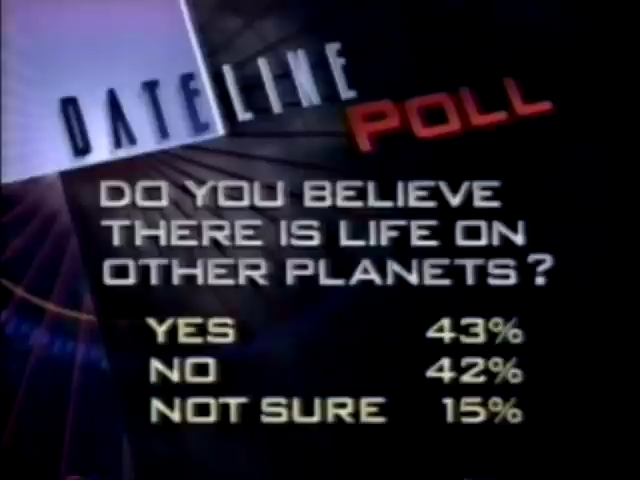 DATELINE
POLL
DO YOU BELIEVE
THERE IS LIFE ON
OTHER PLANETS?
YES 43%
NO 42%
NOT SURE 15%